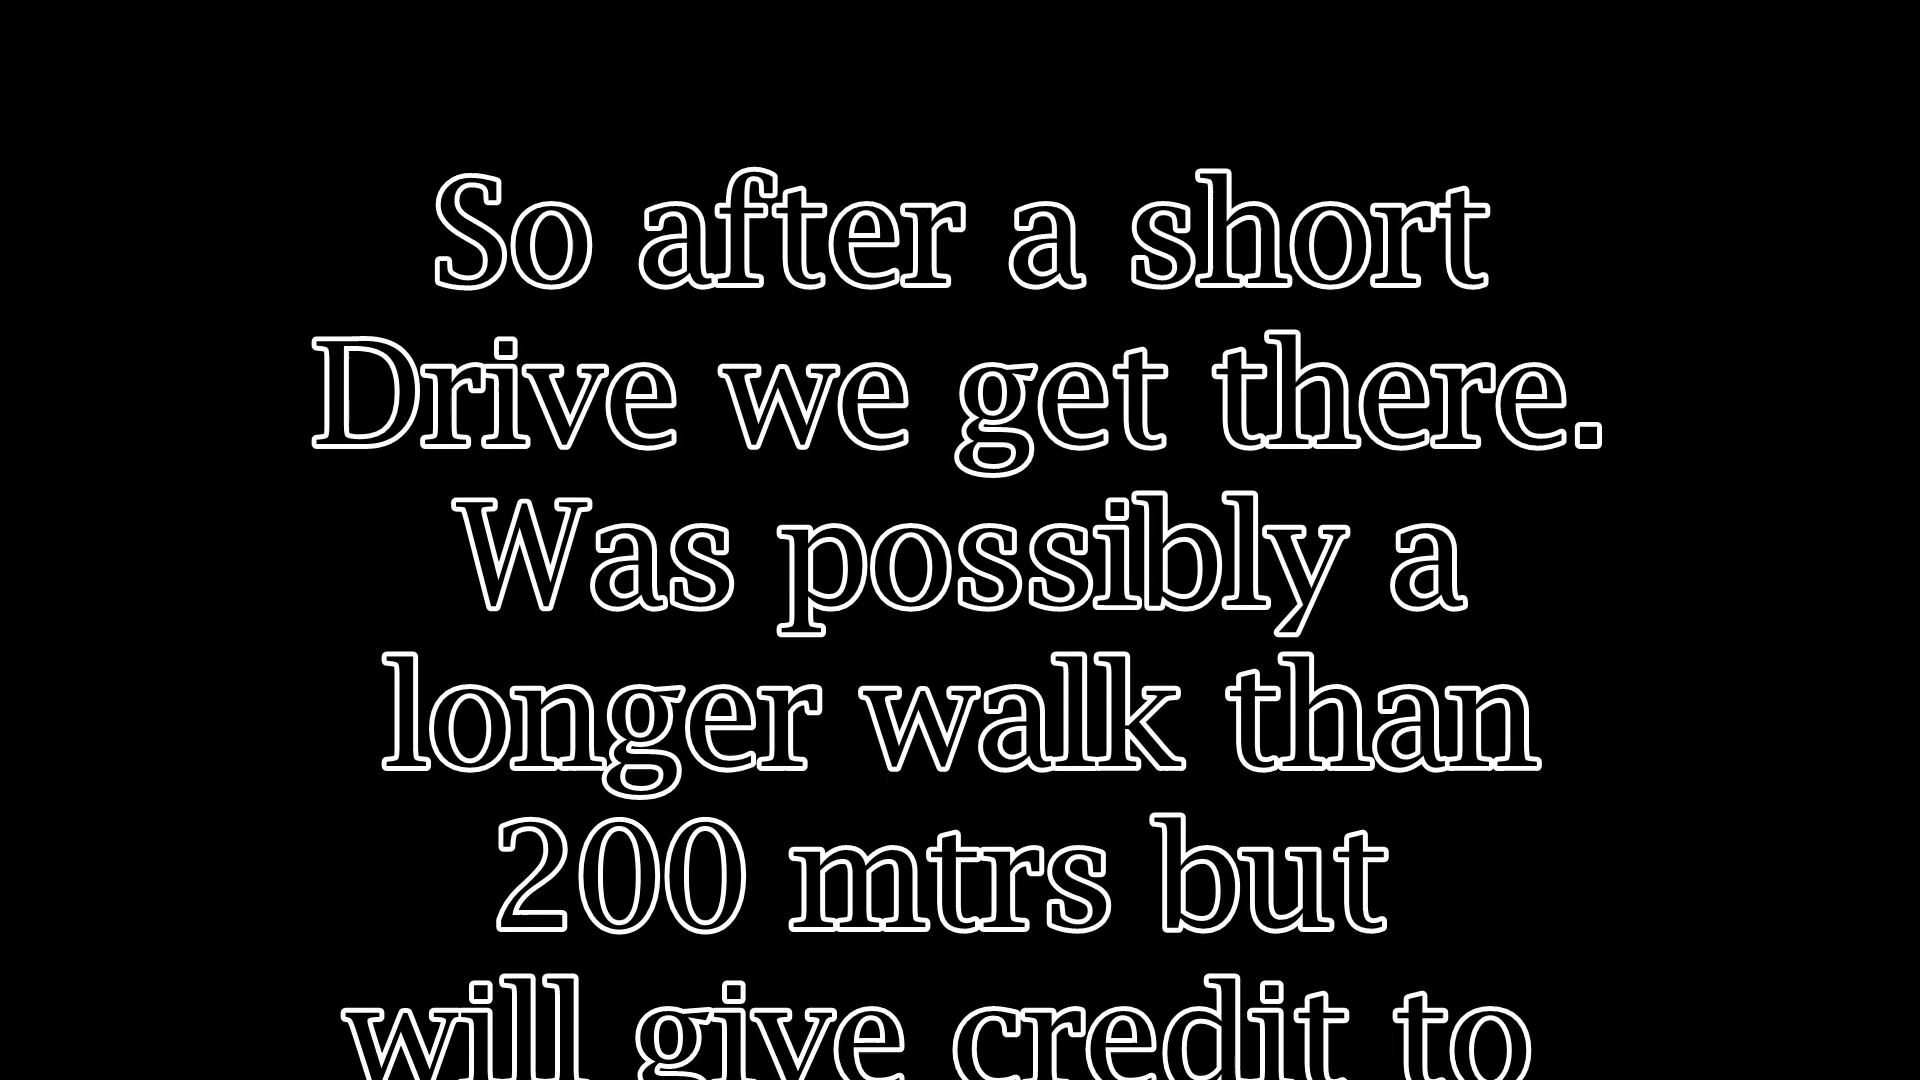 So after a short
Drive we get there.
Was possibly a
longer walk than
200 mtrs but
will give credit to